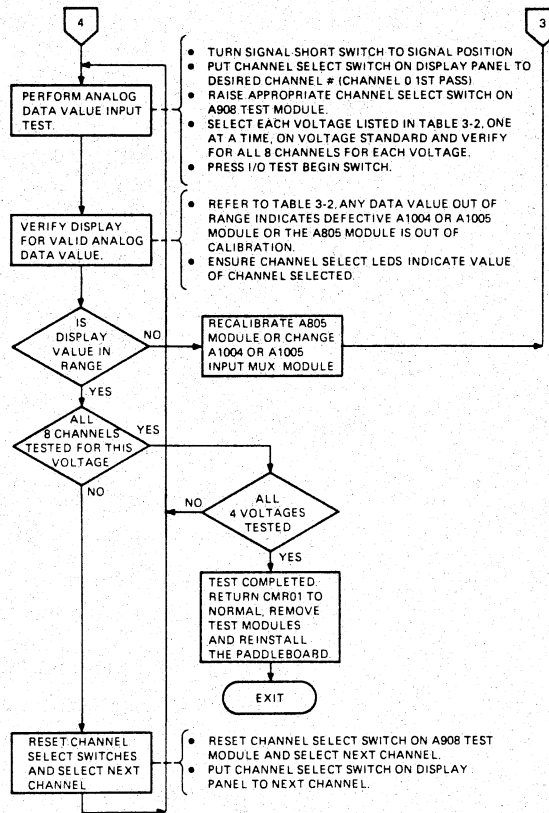 4
3
• TURN SIGNAL SHORT SWITCH TO SIGNAL POSITION
• PUT CHANNEL SELECT SWITCH ON DISPLAY PANEL TO
DESIRED CHANNEL # (CHANNEL 0 1ST PASS)
• RAISE APPROPRIATE CHANNEL SELECT SWITCH ON
A908 TEST MODULE.
• SELECT EACH VOLTAGE LISTED IN TABLE 3-2, ONE
AT A TIME, ON VOLTAGE STANDARD AND VERIFY
FOR ALL 8 CHANNELS FOR EACH VOLTAGE.
• PRESS I/O TEST BEGIN SWITCH.
PERFORM ANALOG
DATA VALUE INPUT
TEST.
• REFER TO TABLE 3-2, ANY DATA VALUE OUT OF
RANGE INDICATES DEFECTIVE A1004 OR A1005
MODULE OR THE A805 MODULE IS OUT OF
CALIBRATION.
• ENSURE CHANNEL SELECT LEDS INDICATE VALUE
OF CHANNEL SELECTED.
VERIFY DISPLAY
FOR VALID ANALOG
DATA VALUE.
IS
DISPLAY
VALUE IN
RANGE
NO
RECALIBRATE A805
MODULE OR CHANGE
A1004 OR A1005
INPUT MUX MODULE
YES
ALL
8 CHANNELS
TESTED FOR THIS
VOLTAGE
YES
NO
NO
ALL
4 VOLTAGES
TESTED
YES
TEST COMPLETED.
RETURN CMR01 TO
NORMAL, REMOVE
TEST MODULES
AND REINSTALL
THE PADDLEBOARD.
EXIT
RESET CHANNEL
SELECT SWITCHES
AND SELECT NEXT
CHANNEL
• RESET CHANNEL SELECT SWITCH ON A908 TEST
MODULE AND SELECT NEXT CHANNEL.
• PUT CHANNEL SELECT SWITCH ON DISPLAY
PANEL TO NEXT CHANNEL.